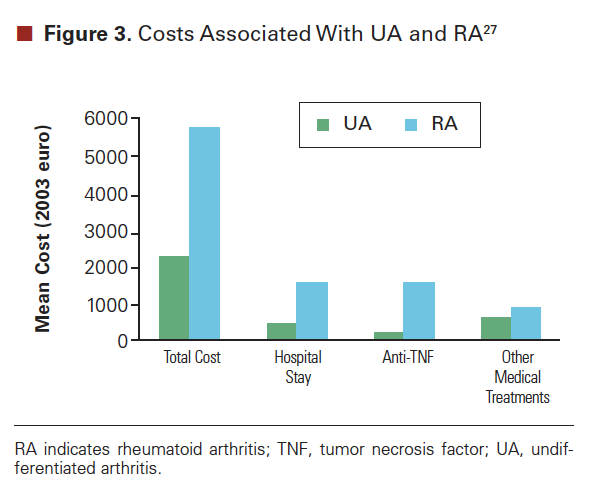 Figure 3. Costs Associated With UA and RA27
UA RA
Mean Cost (2003 euro)
6000
5000
4000
3000
2000
1000
0
Total Cost
Hospital
Stay
Anti-TNF
Other
Medical
Treatments
RA indicates rheumatoid arthritis; TNF, tumor necrosis factor; UA, undif-
ferentiated arthritis.